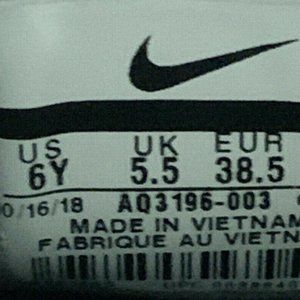 US UK EUR
6Y 5.5 38.5
0/16/18 AQ3196-003
MADE IN VIETNAM
FABRIQUE AU VIETN
UPC